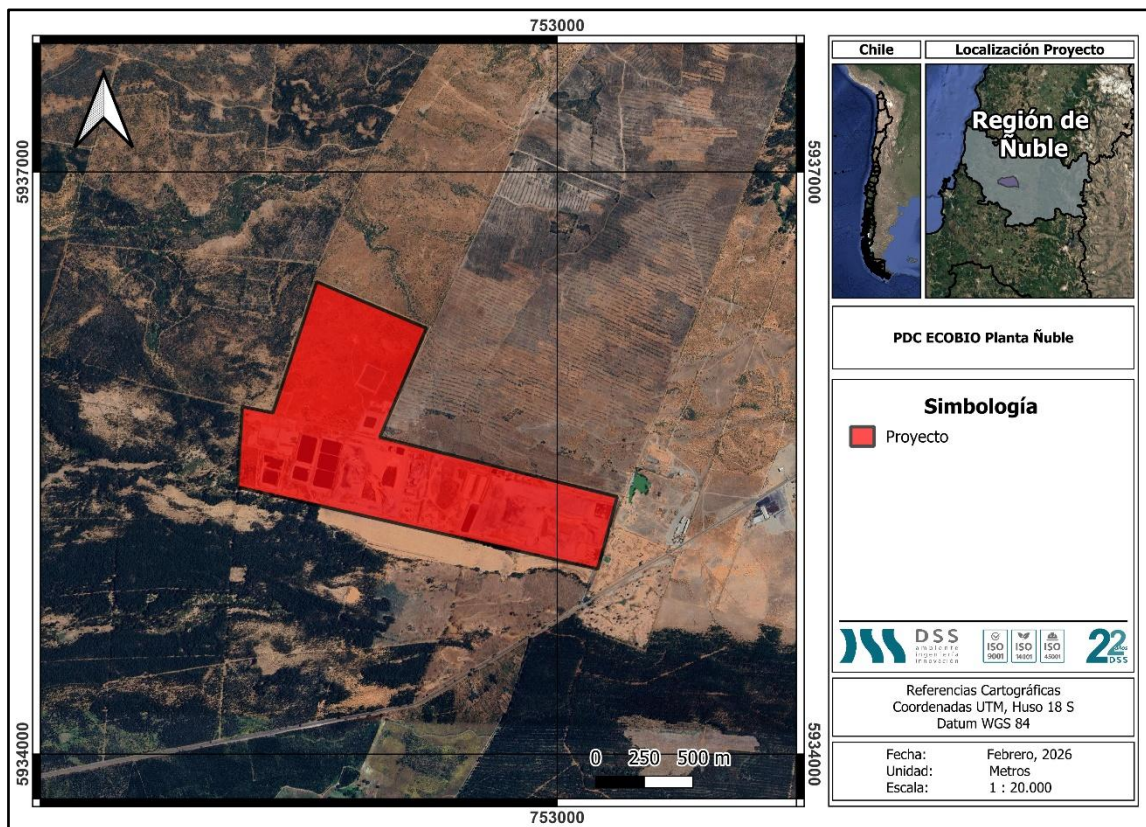 753000
5937000
5937000
5934000
5934000
0 250 500 m
753000
Chile
Localización Proyecto
Región de
Ñuble
PDC ECOBIO Planta Ñuble
Simbología
Proyecto
DSS
ambiente
ingeniería
innovación
ISO
9001
ISO
14001
ISO
45001
22
años
DSS
Referencias Cartográficas
Coordenadas UTM, Huso 18 S
Datum WGS 84
Fecha: Febrero, 2026
Unidad: Metros
Escala: 1 : 20.000